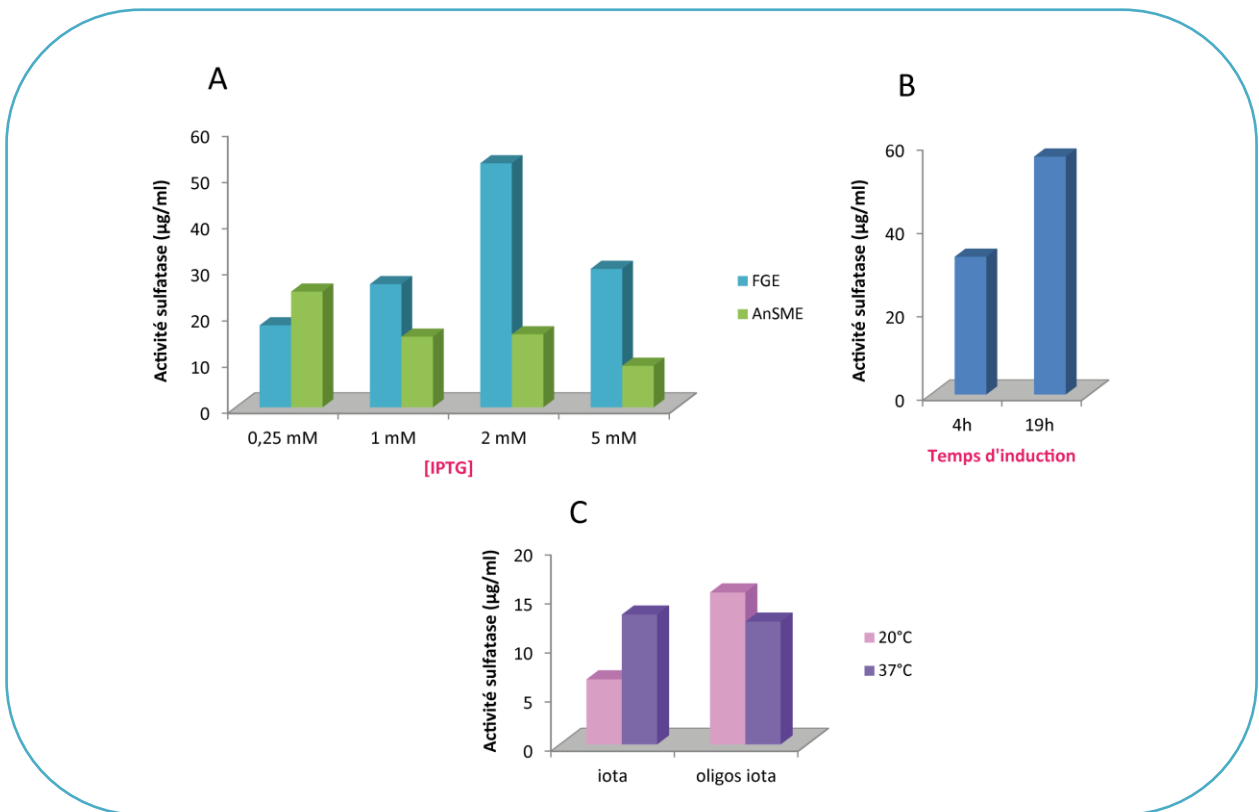 A
Activité sulfatase (µg/ml)
60
50
40
30
20
10
0
0,25 mM 1 mM 2 mM 5 mM
[IPTG]
FGE
AnSME
B
Activité sulfatase (µg/ml)
60
40
20
0
4h 19h
Temps d'induction
C
Activité sulfatase (µg/ml)
20
15
10
5
0
iota oligos iota
20°C
37°C